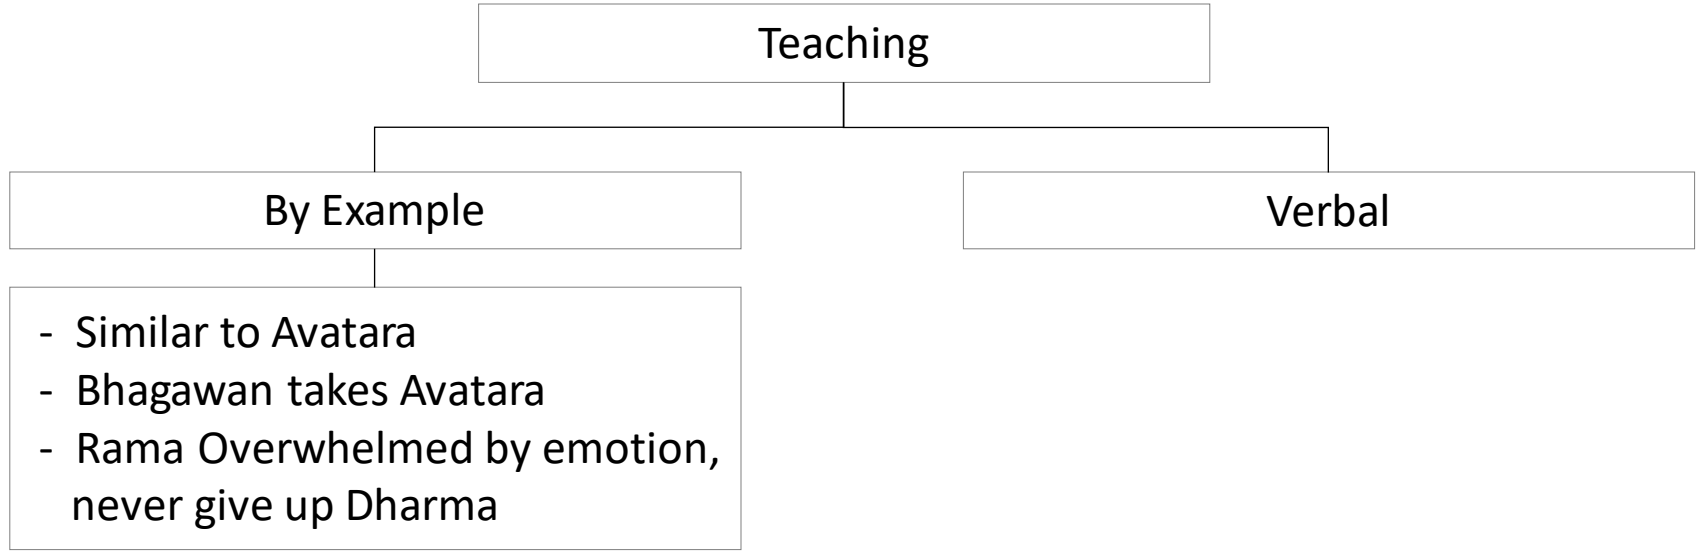 Teaching
By Example
Verbal
- Similar to Avatara
- Bhagawan takes Avatara
- Rama Overwhelmed by emotion,
never give up Dharma